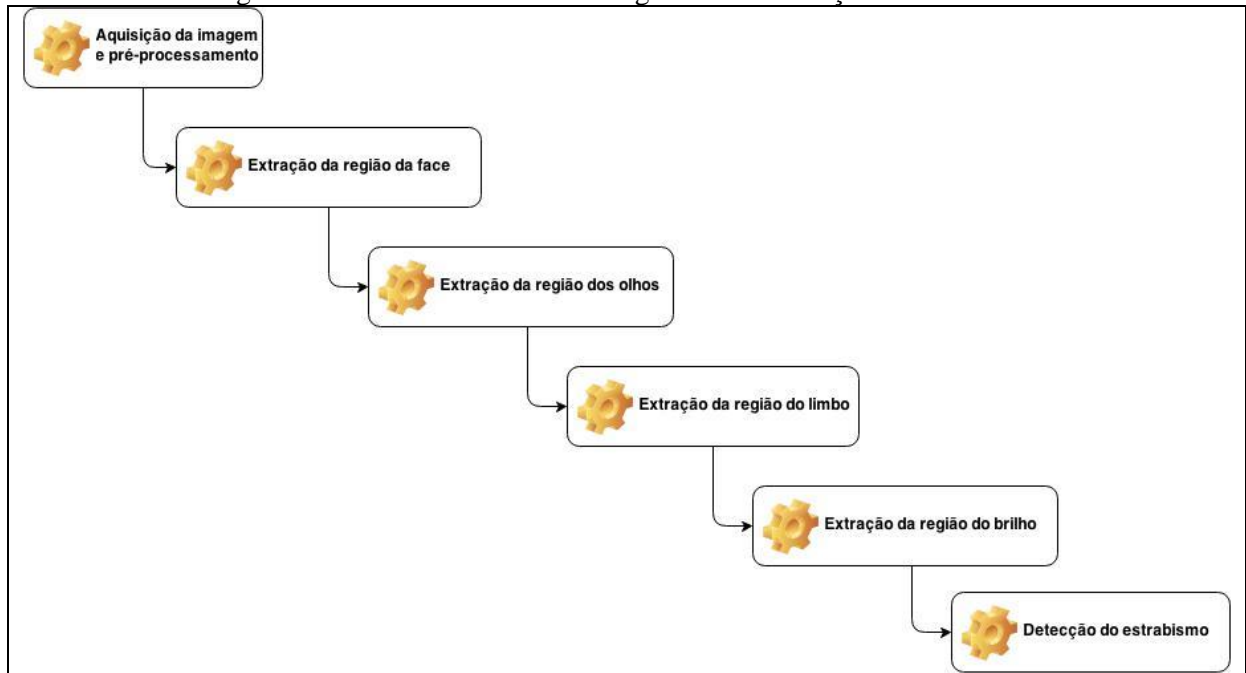 Aquisição da imagem
e pré-processamento
Extração da região da face
Extração da região dos olhos
Extração da região do limbo
Extração da região do brilho
Detecção do estrabismo